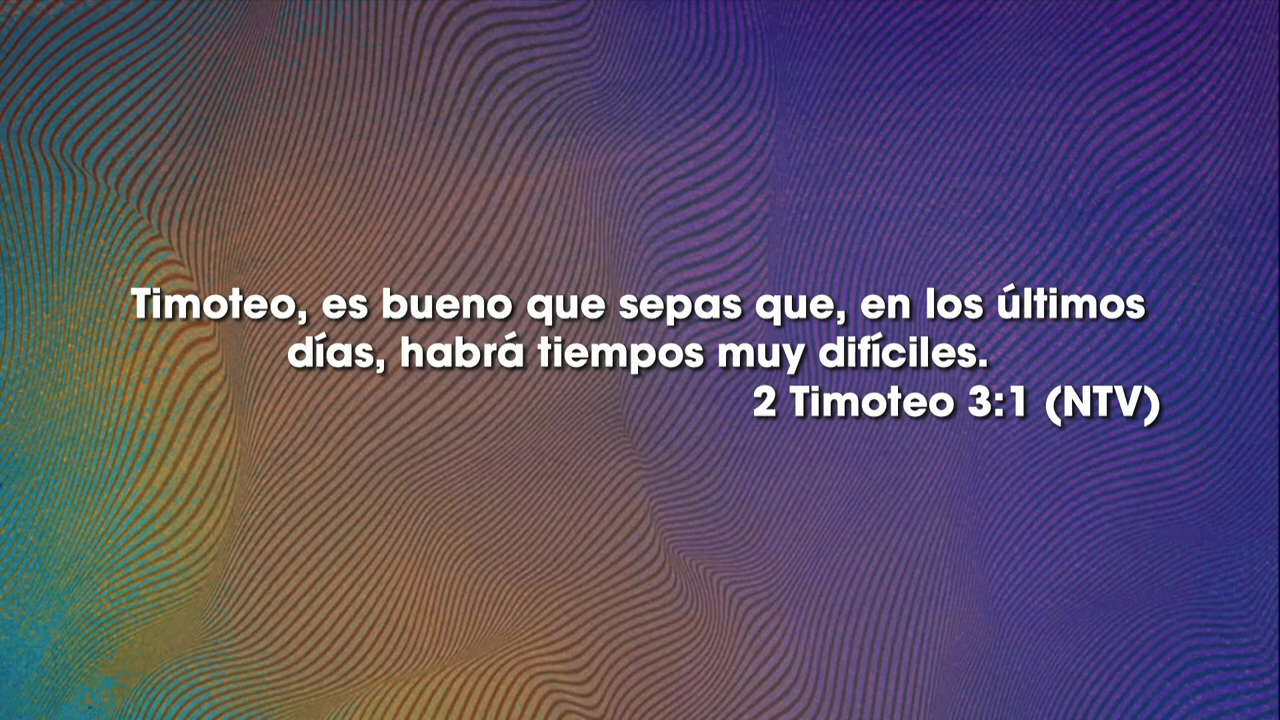 Timoteo, es bueno que sepas que, en los últimos
días, habrá tiempos muy difíciles.
2 Timoteo 3:1 (NTV)